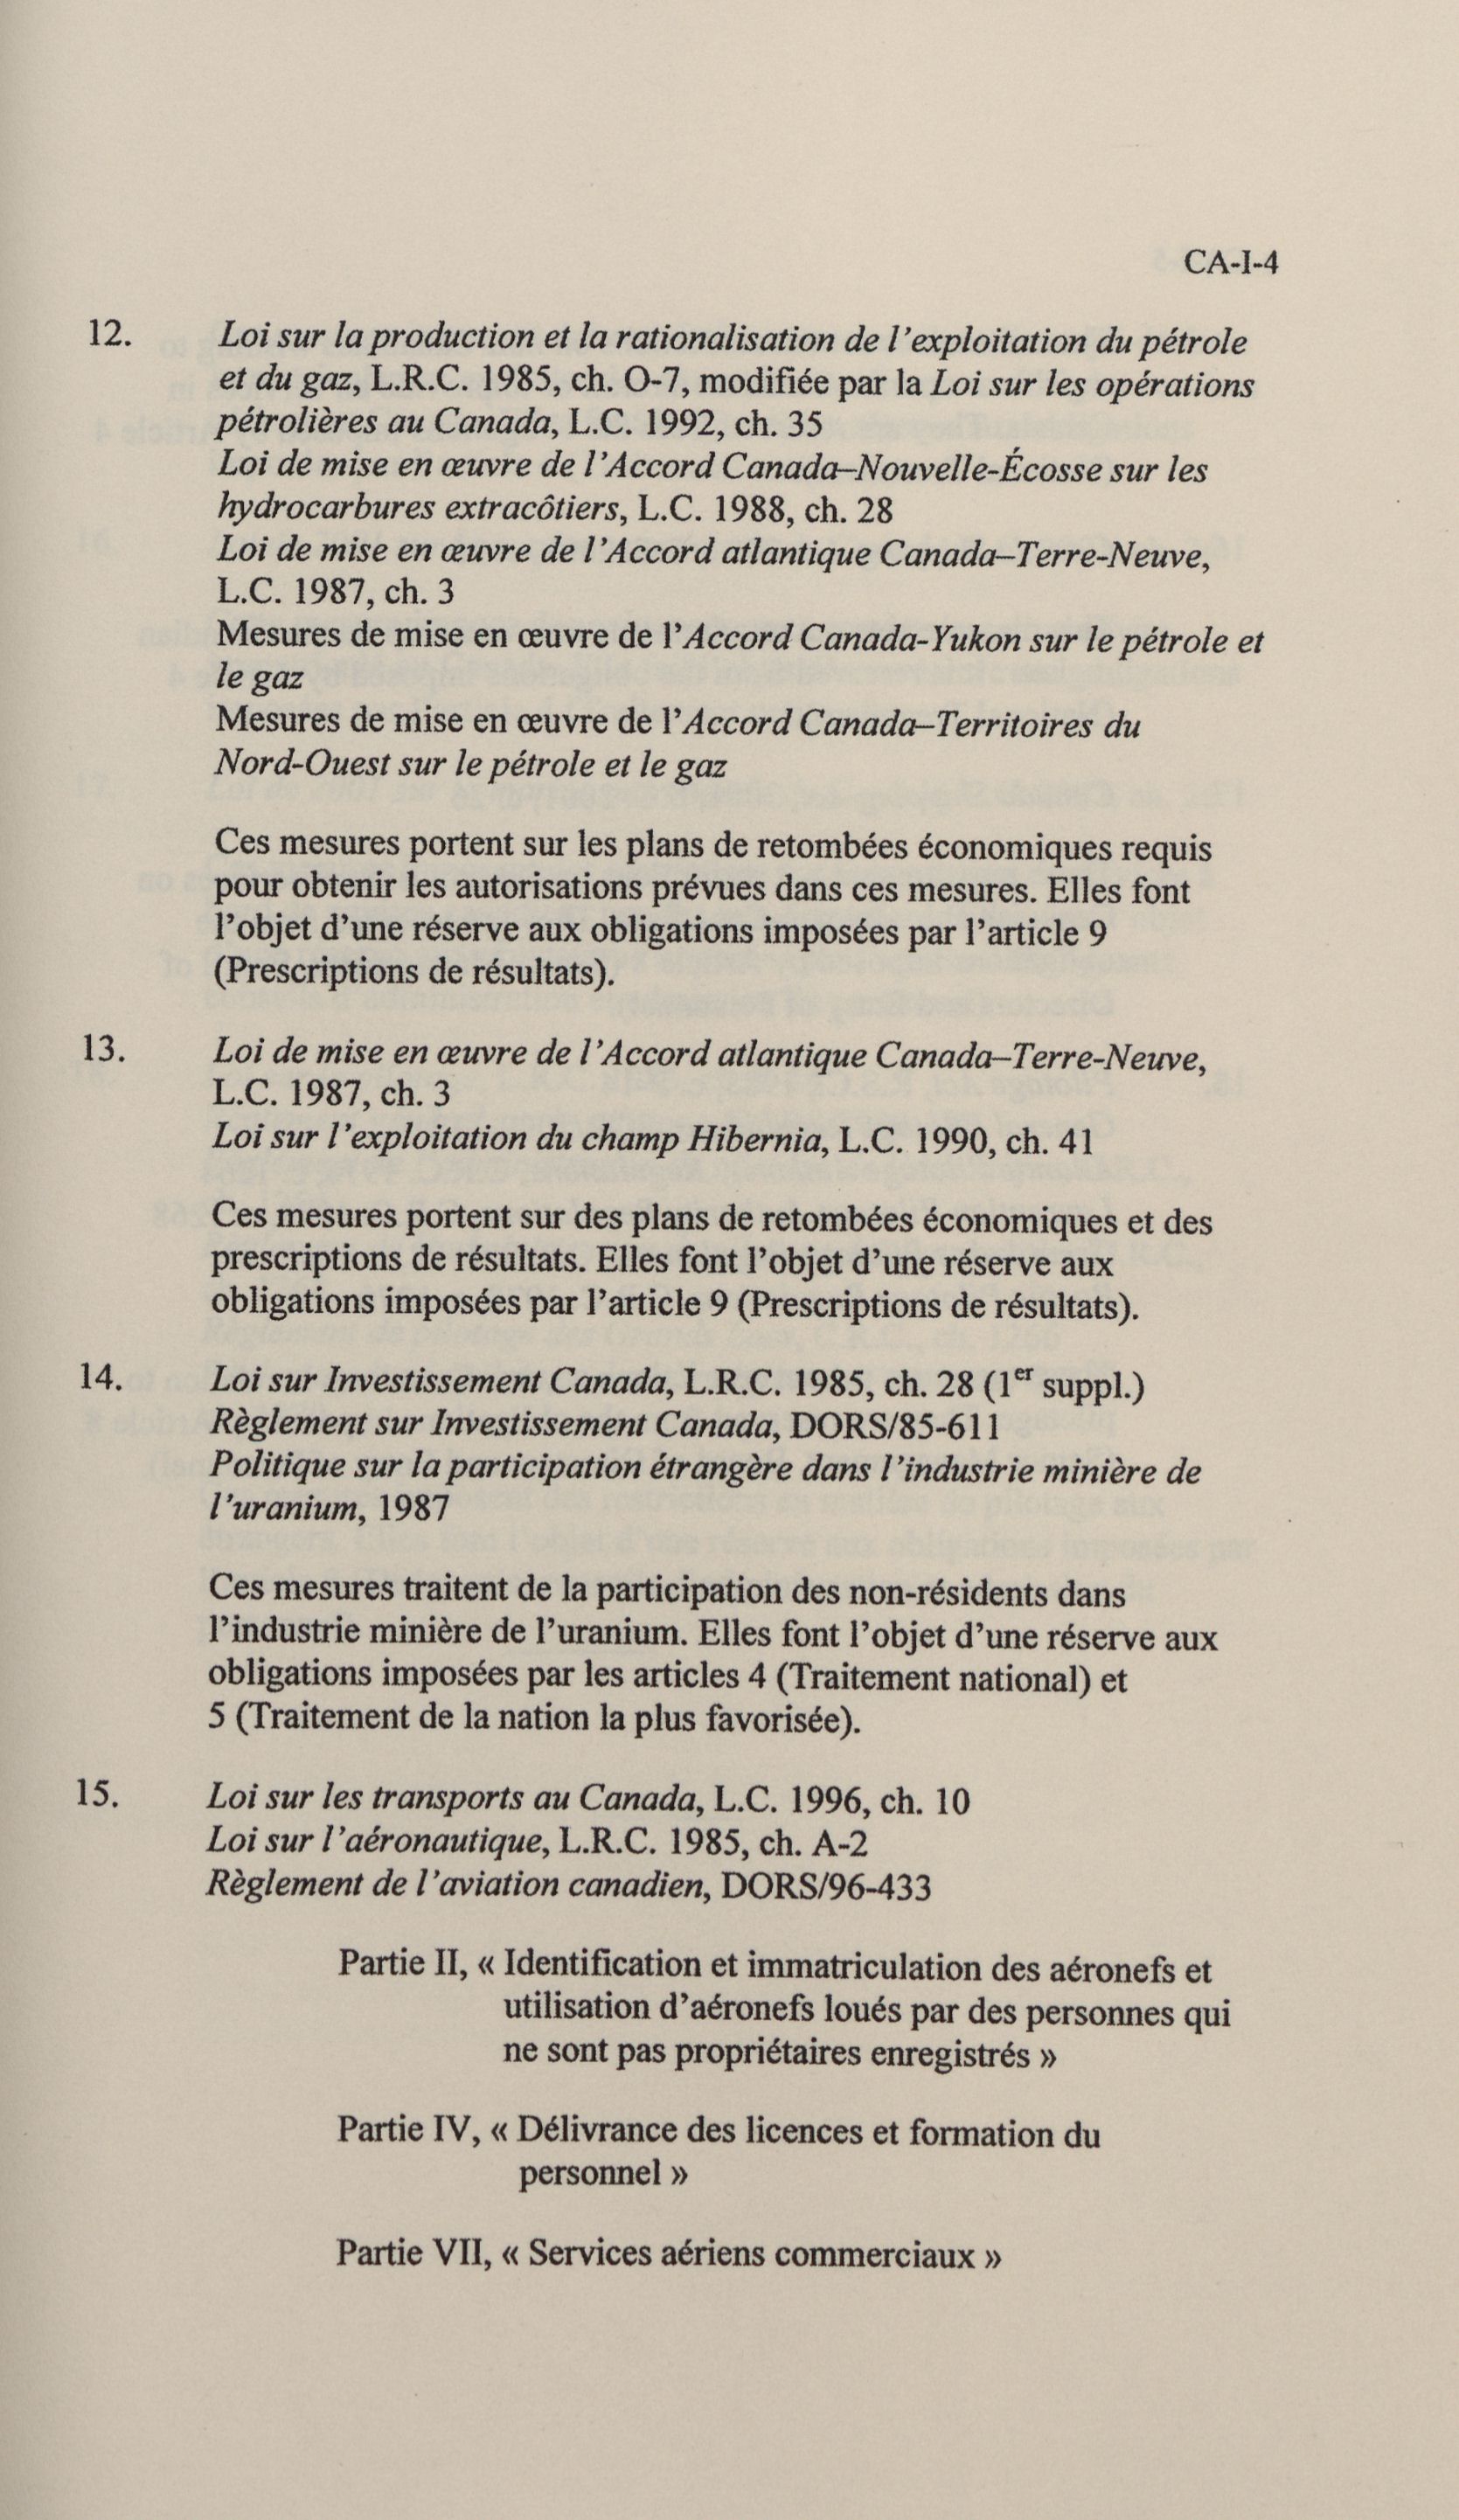 CA-I-4
12. Loi sur la production et la rationalisation de l'exploitation du pétrole
et du gaz, L.R.C. 1985, ch. O-7, modifiée par la Loi sur les opérations
pétrolières au Canada, L.C. 1992, ch. 35
Loi de mise en œuvre de l'Accord Canada–Nouvelle-Écosse sur les
hydrocarbures extracôtiers, L.C. 1988, ch. 28
Loi de mise en œuvre de l'Accord atlantique Canada–Terre-Neuve,
L.C. 1987, ch. 3
Mesures de mise en œuvre de l'Accord Canada-Yukon sur le pétrole et
le gaz
Mesures de mise en œuvre de l'Accord Canada–Territoires du
Nord-Ouest sur le pétrole et le gaz
Ces mesures portent sur les plans de retombées économiques requis
pour obtenir les autorisations prévues dans ces mesures. Elles font
l'objet d'une réserve aux obligations imposées par l'article 9
(Prescriptions de résultats).
13. Loi de mise en œuvre de l'Accord atlantique Canada–Terre-Neuve,
L.C. 1987, ch. 3
Loi sur l'exploitation du champ Hibernia, L.C. 1990, ch. 41
Ces mesures portent sur des plans de retombées économiques et des
prescriptions de résultats. Elles font l'objet d'une réserve aux
obligations imposées par l'article 9 (Prescriptions de résultats).
14. Loi sur Investissement Canada, L.R.C. 1985, ch. 28 (1er suppl.)
Règlement sur Investissement Canada, DORS/85-611
Politique sur la participation étrangère dans l'industrie minière de
l'uranium, 1987
Ces mesures traitent de la participation des non-résidents dans
l'industrie minière de l'uranium. Elles font l'objet d'une réserve aux
obligations imposées par les articles 4 (Traitement national) et
5 (Traitement de la nation la plus favorisée).
15. Loi sur les transports au Canada, L.C. 1996, ch. 10
Loi sur l'aéronautique, L.R.C. 1985, ch. A-2
Règlement de l'aviation canadien, DORS/96-433
Partie II, « Identification et immatriculation des aéronefs et
utilisation d'aéronefs loués par des personnes qui
ne sont pas propriétaires enregistrés »
Partie IV, « Délivrance des licences et formation du
personnel »
Partie VII, « Services aériens commerciaux »